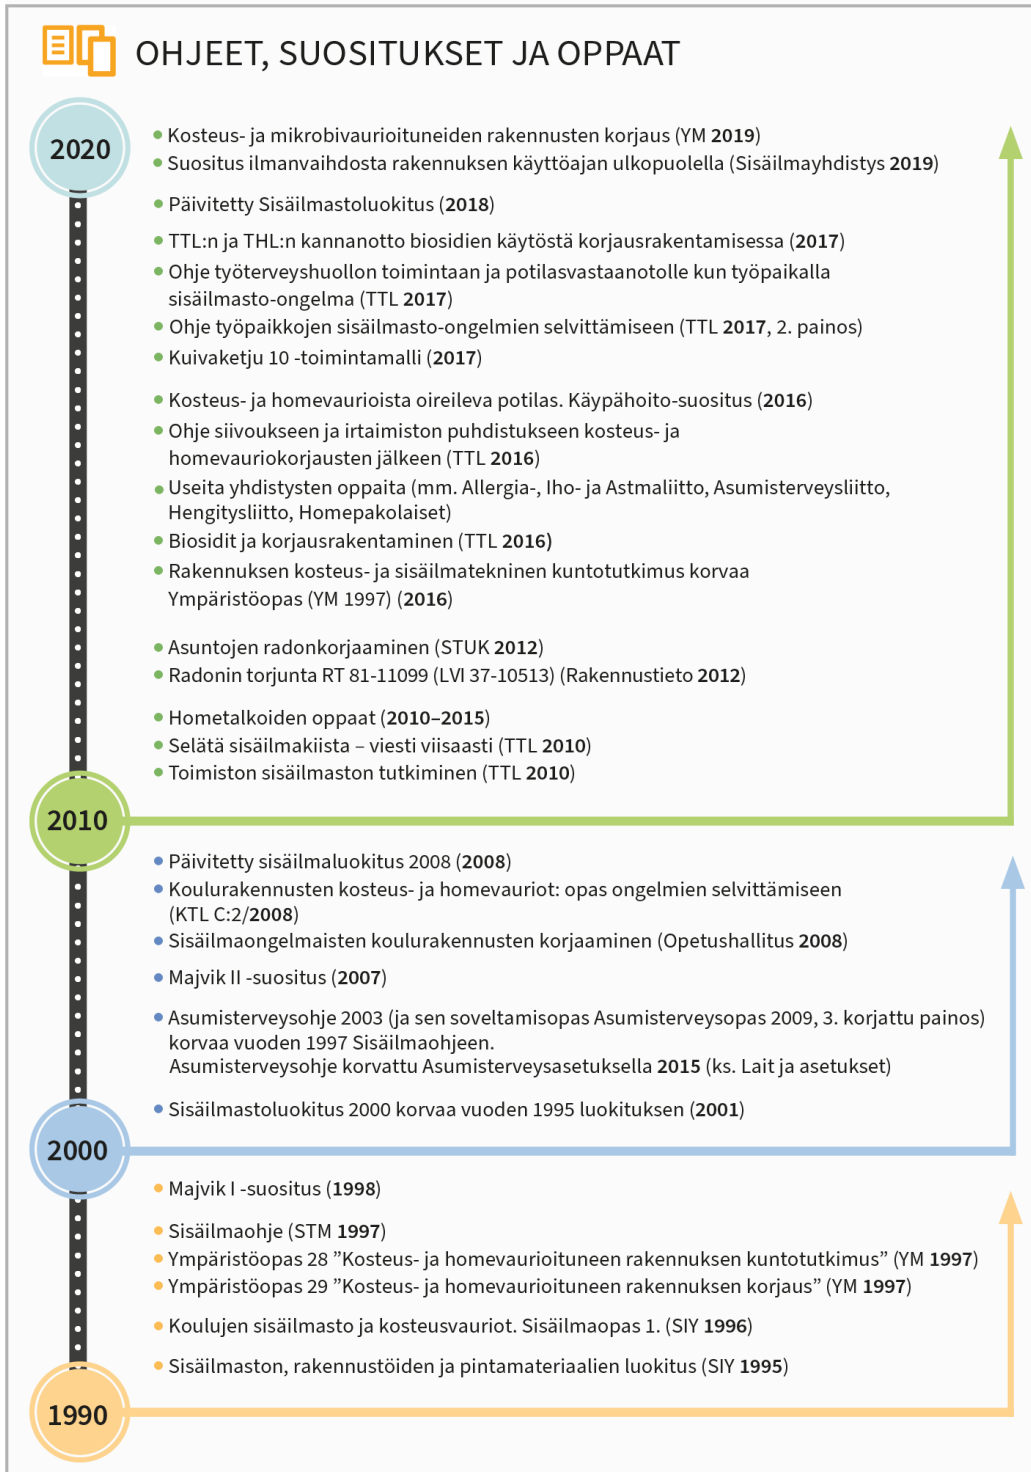 OHJEET, SUOSITUKSET JA OPPAAT
2020
• Kosteus- ja mikrobivaurioituneiden rakennusten korjaus (YM 2019)
• Suositus ilmanvaihdosta rakennuksen käyttöajan ulkopuolella (Sisäilmayhdistys 2019)
• Päivitetty Sisäilmastoluokitus (2018)
• TTL:n ja THL:n kannanotto biosidien käytöstä korjausrakentamisessa (2017)
• Ohje työterveyshuollon toimintaan ja potilasvastaanotolle kun työpaikalla
sisäilmasto-ongelma (TTL 2017)
• Ohje työpaikkojen sisäilmasto-ongelmien selvittämiseen (TTL 2017, 2. painos)
• Kuivaketju 10 -toimintamalli (2017)
• Kosteus- ja homevaurioista oireileva potilas. Käypähoito-suositus (2016)
• Ohje siivoukseen ja irtaimiston puhdistukseen kosteus- ja
homevauriokorjausten jälkeen (TTL 2016)
• Useita yhdistysten oppaita (mm. Allergia-, Iho- ja Astmaliitto, Asumisterveysliitto,
Hengitysliitto, Homepakolaiset)
• Biosidit ja korjausrakentaminen (TTL 2016)
• Rakennuksen kosteus- ja sisäilmatekninen kuntotutkimus korvaa
Ympäristöopas (YM 1997) (2016)
• Asuntojen radonkorjaaminen (STUK 2012)
• Radonin torjunta RT 81-11099 (LVI 37-10513) (Rakennustieto 2012)
• Hometalkoiden oppaat (2010–2015)
• Selätä sisäilmakiista – viesti viisaasti (TTL 2010)
• Toimiston sisäilmaston tutkiminen (TTL 2010)
2010
• Päivitetty sisäilmaluokitus 2008 (2008)
• Koulurakennusten kosteus- ja homevauriot: opas ongelmien selvittämiseen
(KTL C:2/2008)
• Sisäilmaongelmaisten koulurakennusten korjaaminen (Opetushallitus 2008)
• Majvik II -suositus (2007)
• Asumisterveysohje 2003 (ja sen soveltamisopas Asumisterveysopas 2009, 3. korjattu painos)
korvaa vuoden 1997 Sisäilmaohjeen.
Asumisterveysohje korvattu Asumisterveysasetuksella 2015 (ks. Lait ja asetukset)
• Sisäilmastoluokitus 2000 korvaa vuoden 1995 luokituksen (2001)
2000
• Majvik I -suositus (1998)
• Sisäilmaohje (STM 1997)
• Ympäristöopas 28 ”Kosteus- ja homevaurioituneen rakennuksen kuntotutkimus” (YM 1997)
• Ympäristöopas 29 ”Kosteus- ja homevaurioituneen rakennuksen korjaus” (YM 1997)
• Koulujen sisäilmasto ja kosteusvauriot. Sisäilmaopas 1. (SIY 1996)
• Sisäilmaston, rakennustöiden ja pintamateriaalien luokitus (SIY 1995)
1990